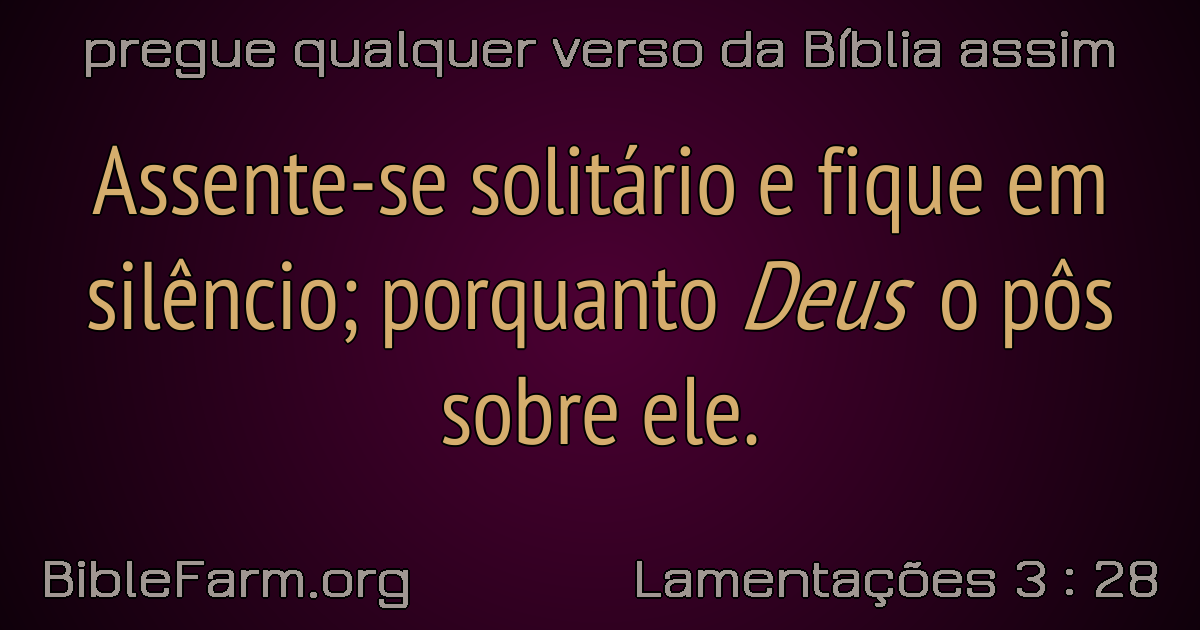 pregue qualquer verso da Bíblia assim
Assente-se solitário e fique em
silêncio; porquanto Deus o pôs
sobre ele.
BibleFarm.org
Lamentações 3 : 28